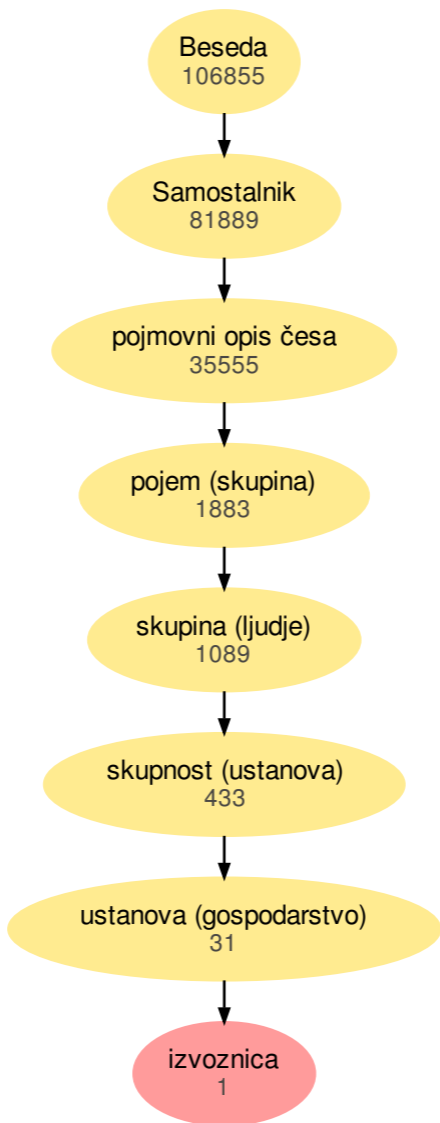 Beseda
106855
Samostalnik
81889
pojmovni opis česa
35555
pojem (skupina)
1883
skupina (ljudje)
1089
skupnost (ustanova)
433
ustanova (gospodarstvo)
31
izvoznica
1